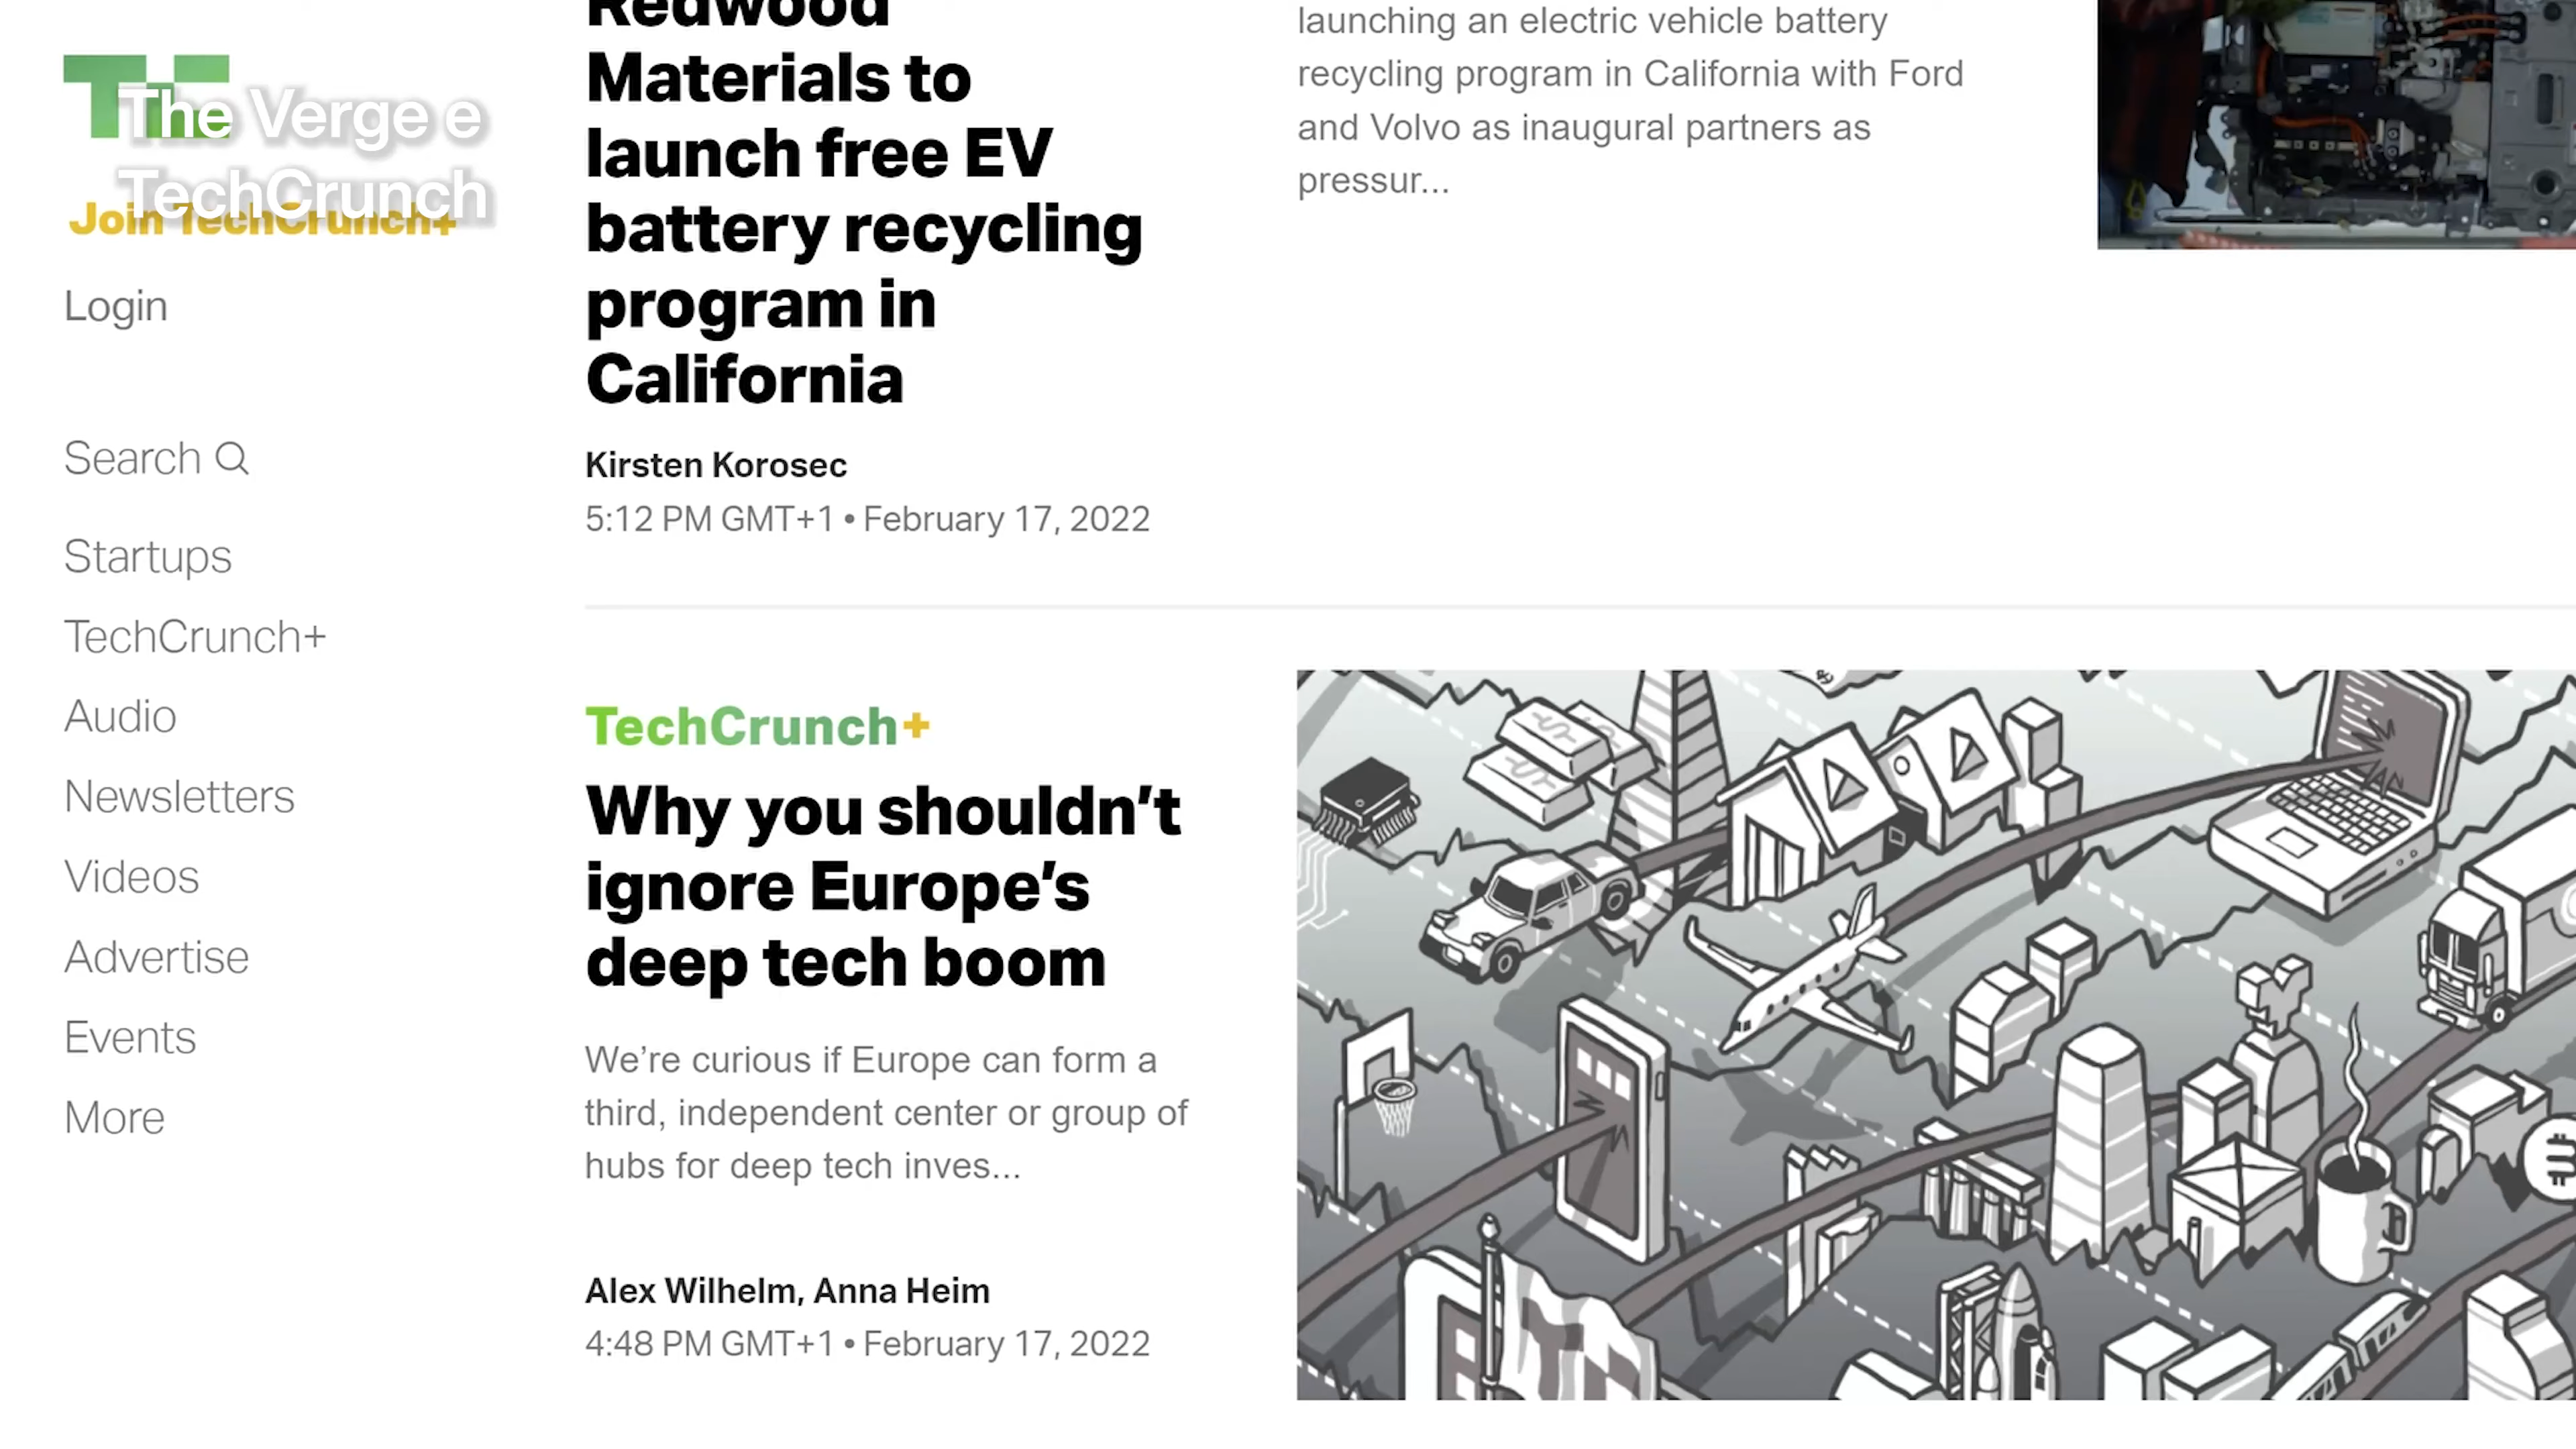 The Verge e
TechCrunch
Join TechCrunch+
Login
Search
Startups
TechCrunch+
Audio
Newsletters
Videos
Advertise
Events
More
Redwood
Materials to
launch free EV
battery recycling
program in
California
Kirsten Korosec
5:12 PM GMT+1 • February 17, 2022
launching an electric vehicle battery
recycling program in California with Ford
and Volvo as inaugural partners as
pressur...
TechCrunch+
Why you shouldn’t
ignore Europe’s
deep tech boom
We’re curious if Europe can form a
third, independent center or group of
hubs for deep tech inves...
Alex Wilhelm, Anna Heim
4:48 PM GMT+1 • February 17, 2022